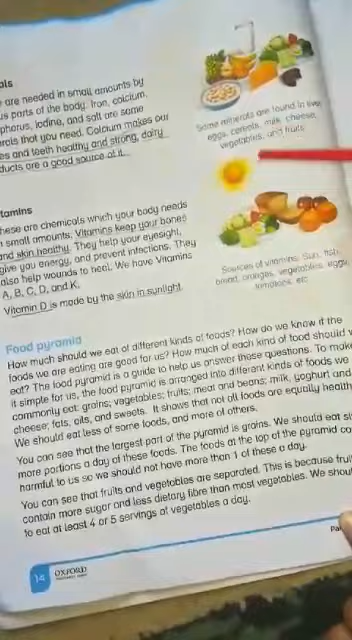 als
are needed in small amounts by
us parts of the body. Iron, calcium,
phorus, iodine, and salt are some
erals that you need. Calcium makes our
es and teeth healthy and strong, dairy
ducts are a good source of it.
Some minerals are found in
eggs, cereals, milk, cheese,
vegetables, and fruits
tamins
hese are chemicals which your body needs
n small amounts. Vitamins keep your bones
and skin healthy. They help your eyesight,
give you energy, and prevent infections. They
also help wounds to heal. We have Vitamins
A, B, C, D, and K.
Vitamin D is made by the skin in sunlight.
Sources of vitamins: Sun, fish,
bread, oranges, vegetables, eggs,
tomatoes, etc
Food pyramid
How much should we eat of different kinds of foods? How do we know if the
foods we are eating are good for us? How much of each kind of food should w
eat? The food pyramid is a guide to help us answer these questions. To make
it simple for us, the food pyramid is arranged into different kinds of foods we
commonly eat: grains; vegetables; fruits; meat and beans; milk, yoghurt and
cheese; fats, oils, and sweets. It shows that not all foods are equally health
We should eat less of some foods, and more of others.
You can see that the largest part of the pyramid is grains. We should eat si
more portions a day of these foods. The foods at the top of the pyramid ca
harmful to us so we should not have more than 1 of these a day.
You can see that fruits and vegetables are separated. This is because frui
contain more sugar and less dietary fibre than most vegetables. We shou
to eat at least 4 or 5 servings of vegetables a day.
14
OXFORD